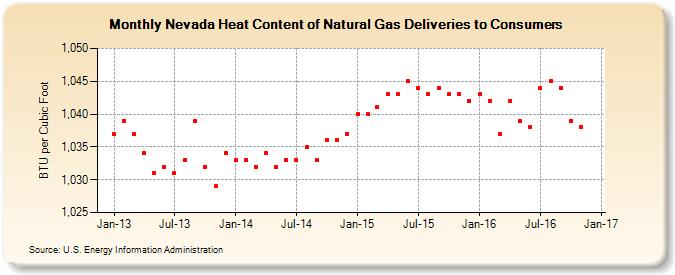 Monthly Nevada Heat Content of Natural Gas Deliveries to Consumers
BTU per Cubic Foot
1,050
1,045
1,040
1,035
1,030
1,025
Jan-13 Jul-13 Jan-14 Jul-14 Jan-15 Jul-15 Jan-16 Jul-16 Jan-17
Source: U.S. Energy Information Administration